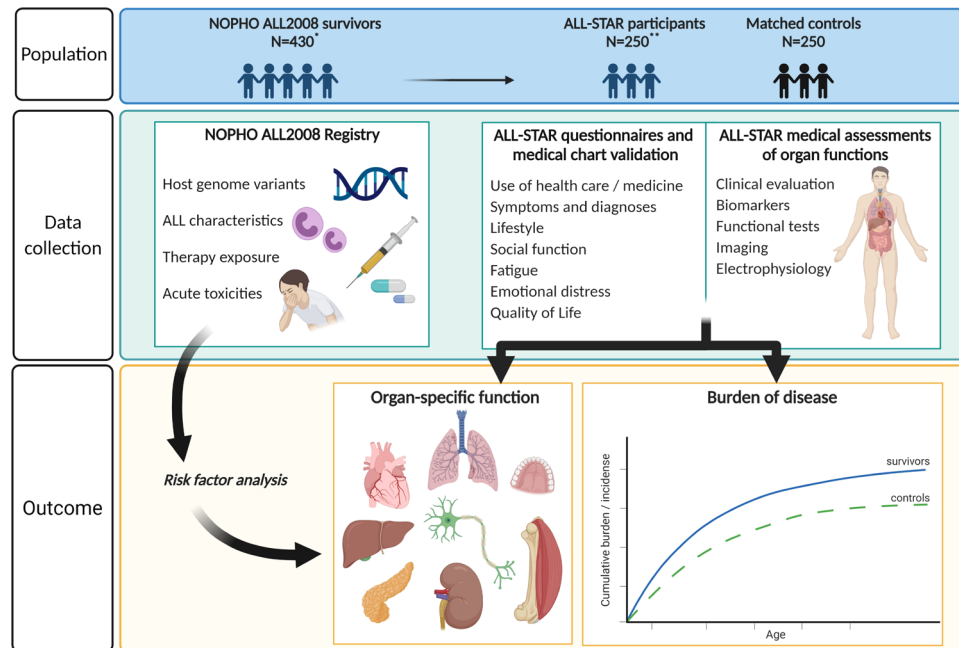 Population
NOPHO ALL2008 survivors
N=430*
ALL-STAR participants
N=250**
Matched controls
N=250
Data
collection
NOPHO ALL2008 Registry
Host genome variants
ALL characteristics
Therapy exposure
Acute toxicities
ALL-STAR questionnaires and
medical chart validation
Use of health care / medicine
Symptoms and diagnoses
Lifestyle
Social function
Fatigue
Emotional distress
Quality of Life
ALL-STAR medical assessments
of organ functions
Clinical evaluation
Biomarkers
Functional tests
Imaging
Electrophysiology
Outcome
Risk factor analysis
Organ-specific function
Burden of disease
Cumulative burden / incidense
survivors
controls
Age